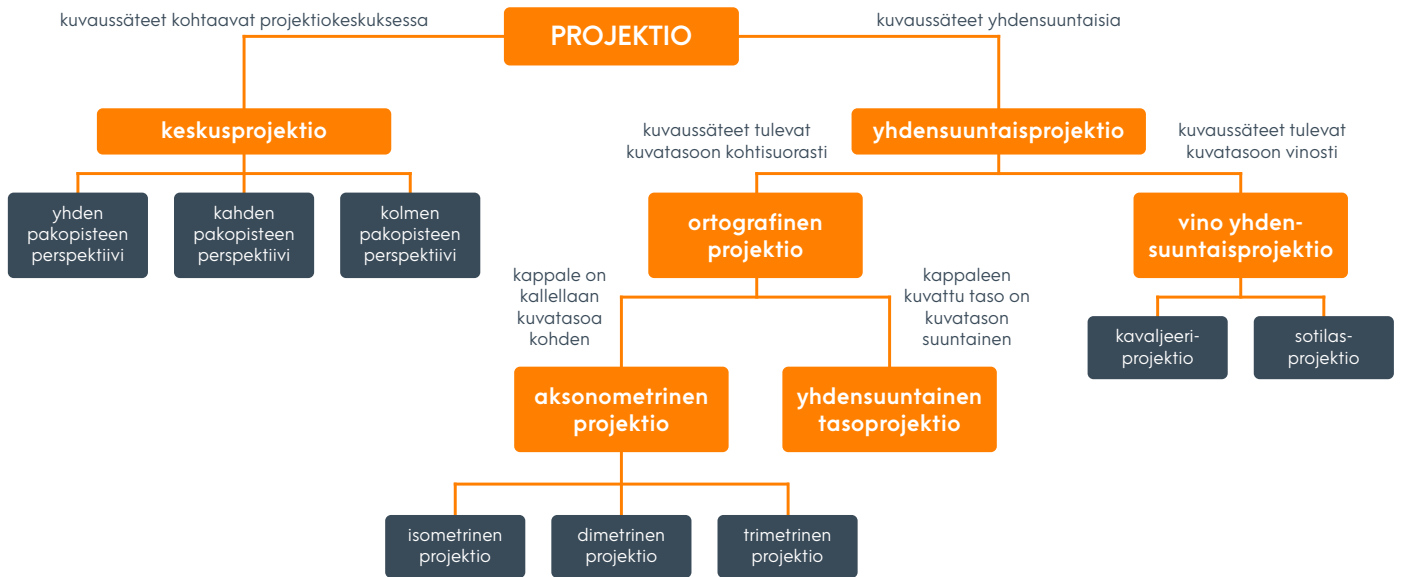 kuvaussäteet kohtaavat projektiokeskuksessa
PROJEKTIO
kuvaussäteet yhdensuuntaisia
keskusprojektio
kuvaussäteet tulevat
kuvatasoon kohtisuorasti
yhdensuuntaisprojektio
kuvaussäteet tulevat
kuvatasoon vinosti
yhden
pakopisteen
perspektiivi
kahden
pakopisteen
perspektiivi
kolmen
pakopisteen
perspektiivi
ortografinen
projektio
vino yhden-
suuntaisprojektio
kappale on
kallellaan
kuvatasoa
kohden
kappaleen
kuvattu taso on
kuvatason
suuntainen
kavaljeeri-
projektio
sotilas-
projektio
aksonometrinen
projektio
yhdensuuntainen
tasoprojektio
isometrinen
projektio
dimetrinen
projektio
trimetrinen
projektio